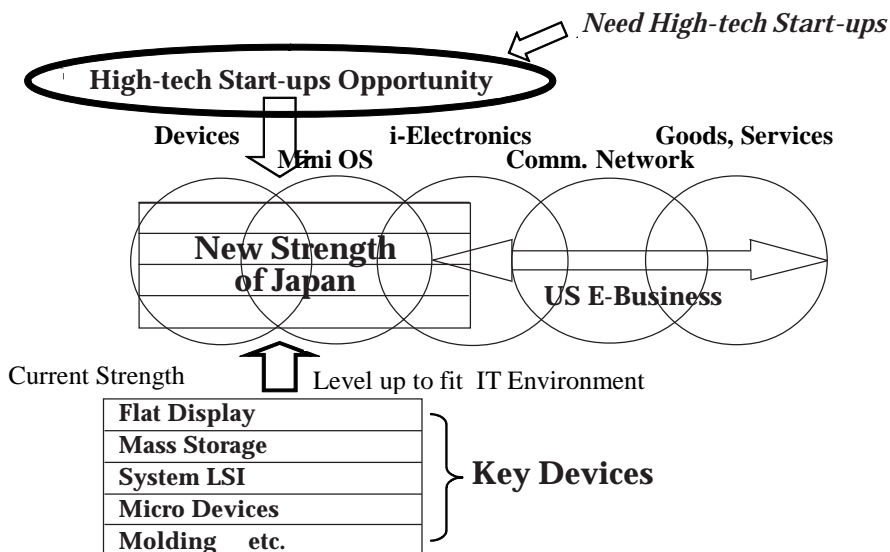 Need High-tech Start-ups
High-tech Start-ups Opportunity
Devices i-Electronics Goods, Services
Mini OS Comm. Network
New Strength
of Japan
US E-Business
Current Strength Level up to fit IT Environment
Flat Display
Mass Storage
System LSI
Micro Devices
Molding etc.
Key Devices